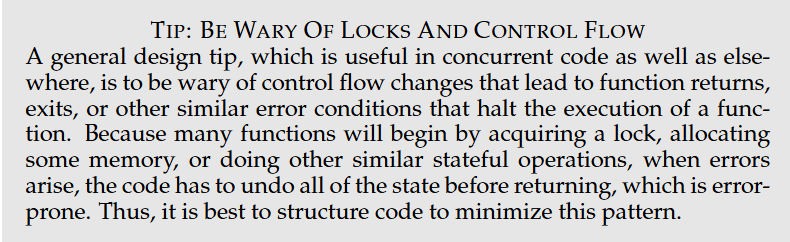 TIP: BE WARY OF LOCKS AND CONTROL FLOW
A general design tip, which is useful in concurrent code as well as else-
where, is to be wary of control flow changes that lead to function returns,
exits, or other similar error conditions that halt the execution of a func-
tion. Because many functions will begin by acquiring a lock, allocating
some memory, or doing other similar stateful operations, when errors
arise, the code has to undo all of the state before returning, which is error-
prone. Thus, it is best to structure code to minimize this pattern.